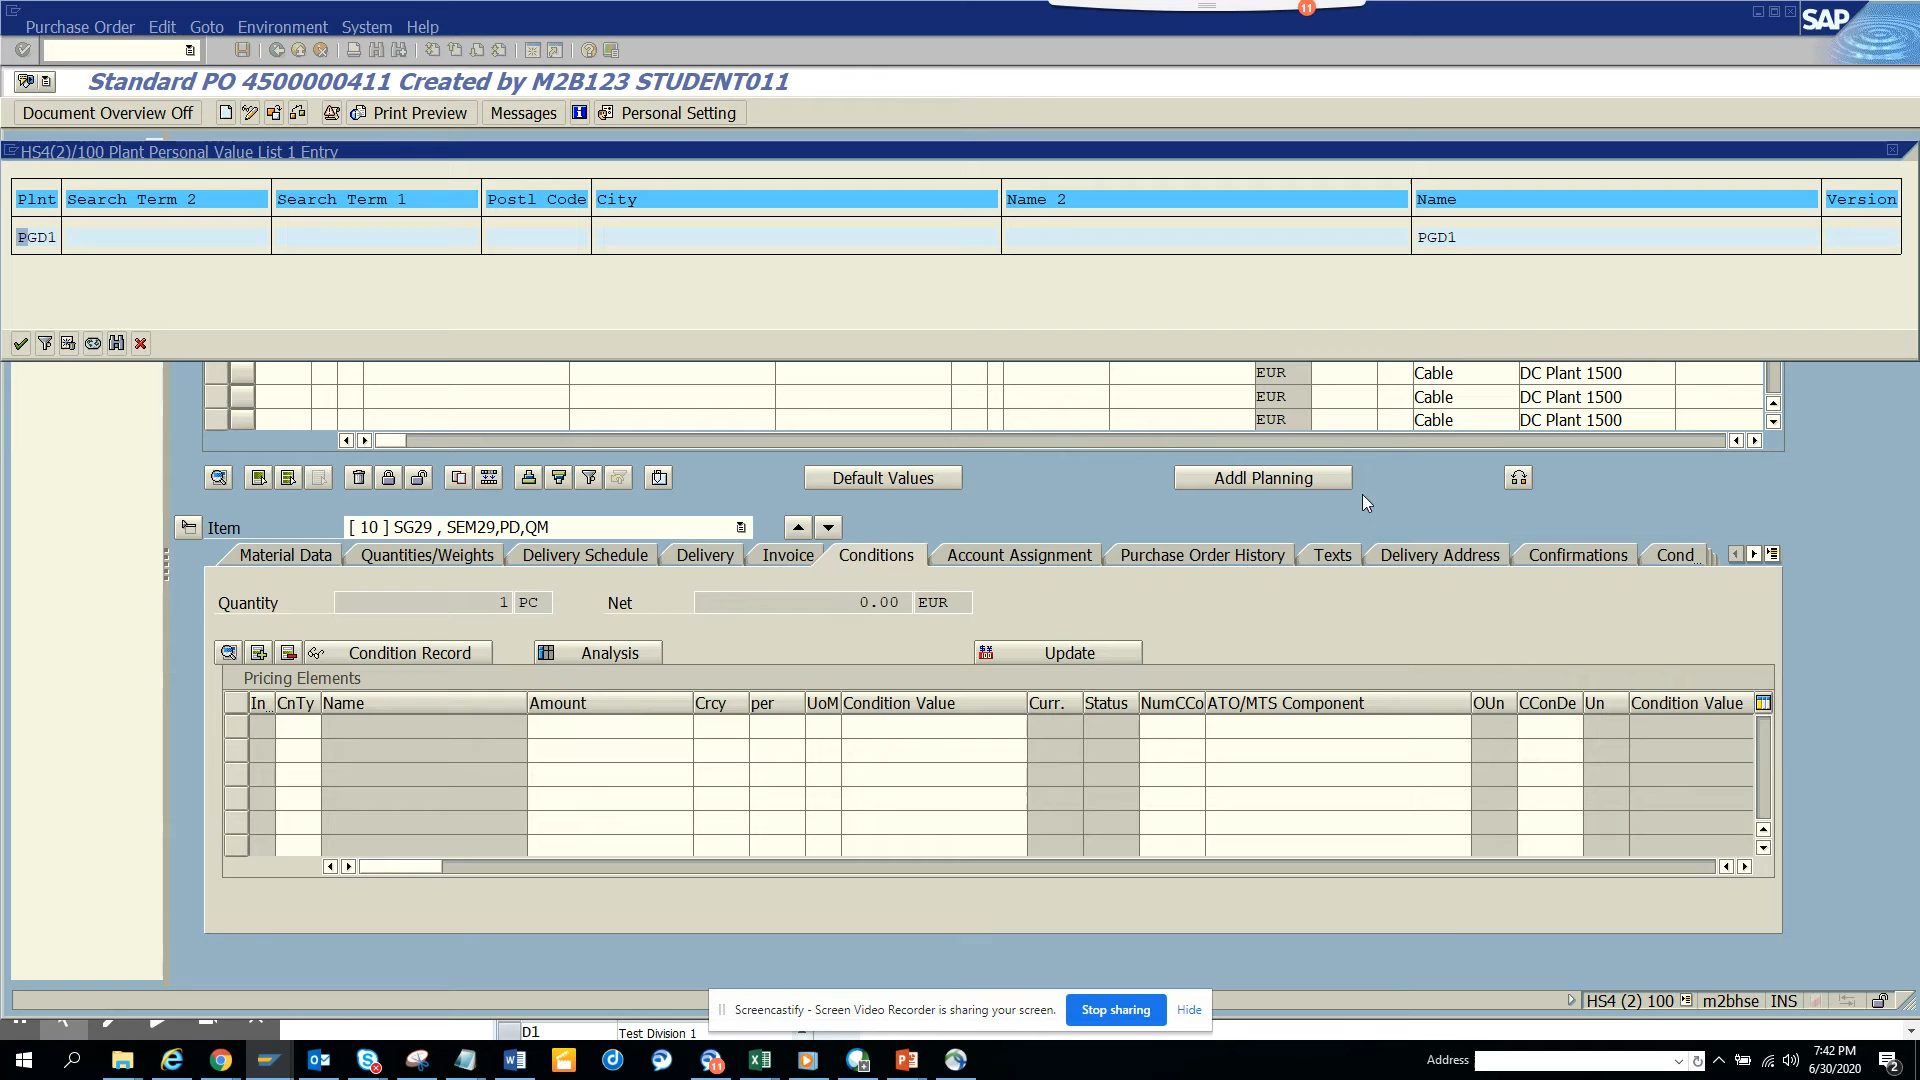 11
Purchase Order Edit Goto Environment System Help
SAP
Standard PO 4500000411 Created by M2B123 STUDENT011
Document Overview Off Print Preview Messages Personal Setting
HS4(2)/100 Plant Personal Value List 1 Entry
Plnt Search Term 2 Search Term 1 Postl Code City Name 2 Name Version
PGD1 PGD1
EUR Cable DC Plant 1500
EUR Cable DC Plant 1500
EUR Cable DC Plant 1500
Default Values Addl Planning
Item [ 10 ] SG29 , SEM29,PD,QM
Material Data Quantities/Weights Delivery Schedule Delivery Invoice Conditions Account Assignment Purchase Order History Texts Delivery Address Confirmations Cond...
Quantity 1 PC Net 0.00 EUR
Condition Record Analysis Update
Pricing Elements
In... CnTy Name Amount Crcy per UoM Condition Value Curr. Status NumCCo ATO/MTS Component OUn CConDe Un Condition Value
HS4 (2) 100 m2bhse INS
Screencastify - Screen Video Recorder is sharing your screen. Stop sharing Hide
D1 Test Division 1
11
Address
7:42 PM
6/30/2020
2